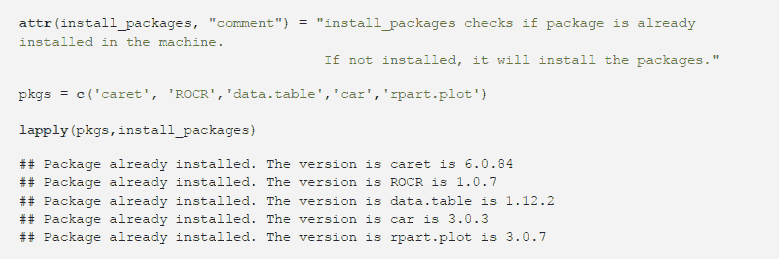 attr(install_packages, "comment") = "install_packages checks if package is already
installed in the machine.
If not installed, it will install the packages."
pkgs = c('caret', 'ROCR','data.table','car','rpart.plot')
lapply(pkgs,install_packages)
## Package already installed. The version is caret is 6.0.84
## Package already installed. The version is ROCR is 1.0.7
## Package already installed. The version is data.table is 1.12.2
## Package already installed. The version is car is 3.0.3
## Package already installed. The version is rpart.plot is 3.0.7